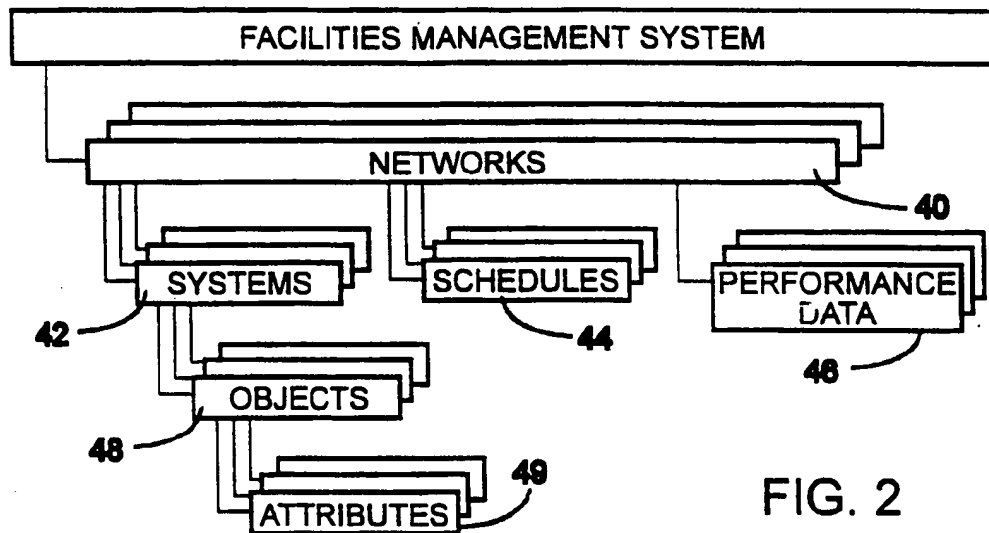 FACILITIES MANAGEMENT SYSTEM
NETWORKS
40
SYSTEMS
SCHEDULES
PERFORMANCE
DATA
42
44
46
OBJECTS
48
ATTRIBUTES
49
FIG. 2